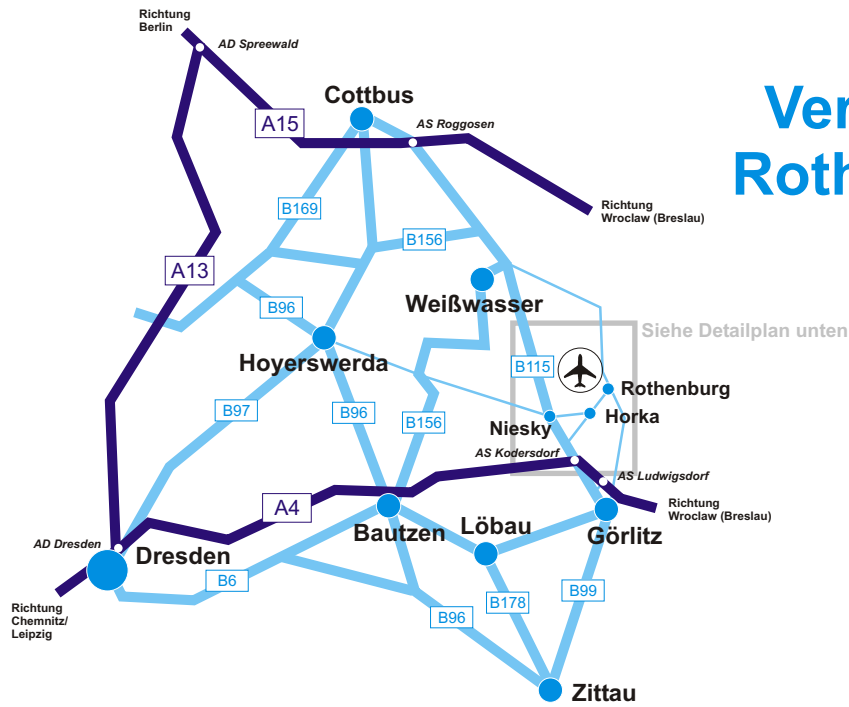 Richtung
Berlin
AD Spreewald
Cottbus
A15
AS Roggosen
Ver
Roth
B169
Richtung
Wroclaw (Breslau)
B156
A13
Weißwasser
B96
Siehe Detailplan unten
Hoyerswerda
B115
Rothenburg
B97
B96
B156
Niesky
Horka
AS Kodersdorf
AS Ludwigsdorf
A4
Richtung
Wroclaw (Breslau)
Bautzen
Löbau
Görlitz
AD Dresden
Dresden
B6
B178
B99
Richtung
Chemnitz/
Leipzig
B96
Zittau